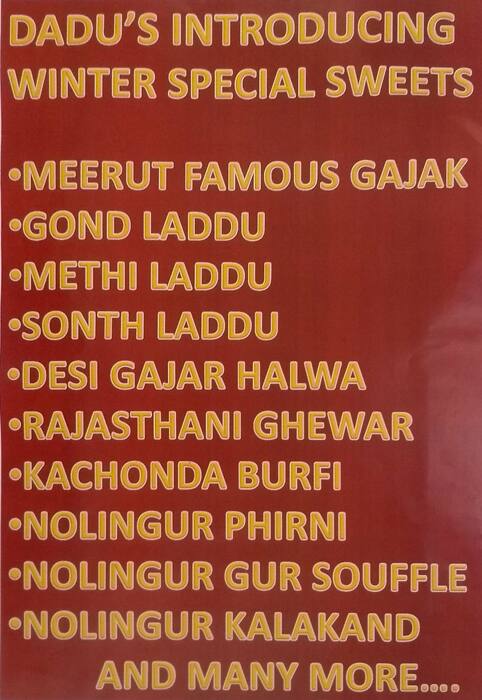 DADU'S INTRODUCING
WINTER SPECIAL SWEETS
•MEERUT FAMOUS GAJAK
•GOND LADDU
•METHI LADDU
•SONTH LADDU
•DESI GAJAR HALWA
•RAJASTHANI GHEWAR
•KACHONDA BURFI
•NOLINGUR PHIRNI
•NOLINGUR GUR SOUFFLE
•NOLINGUR KALAKAND
AND MANY MORE....